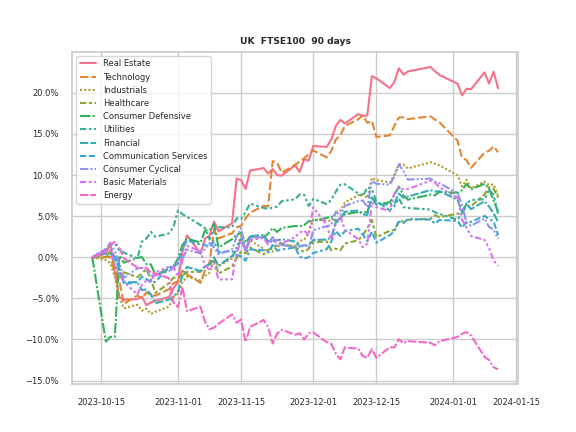 UK  FTSE100  90 days
Real Estate
Technology
Industrials
Healthcare
Consumer Defensive
Utilities
Financial
Communication Services
Consumer Cyclical
Basic Materials
Energy
20.0%
15.0%
10.0%
5.0%
0.0%
−5.0%
−10.0%
−15.0%
2023-10-15 2023-11-01 2023-11-15 2023-12-01 2023-12-15 2024-01-01 2024-01-15